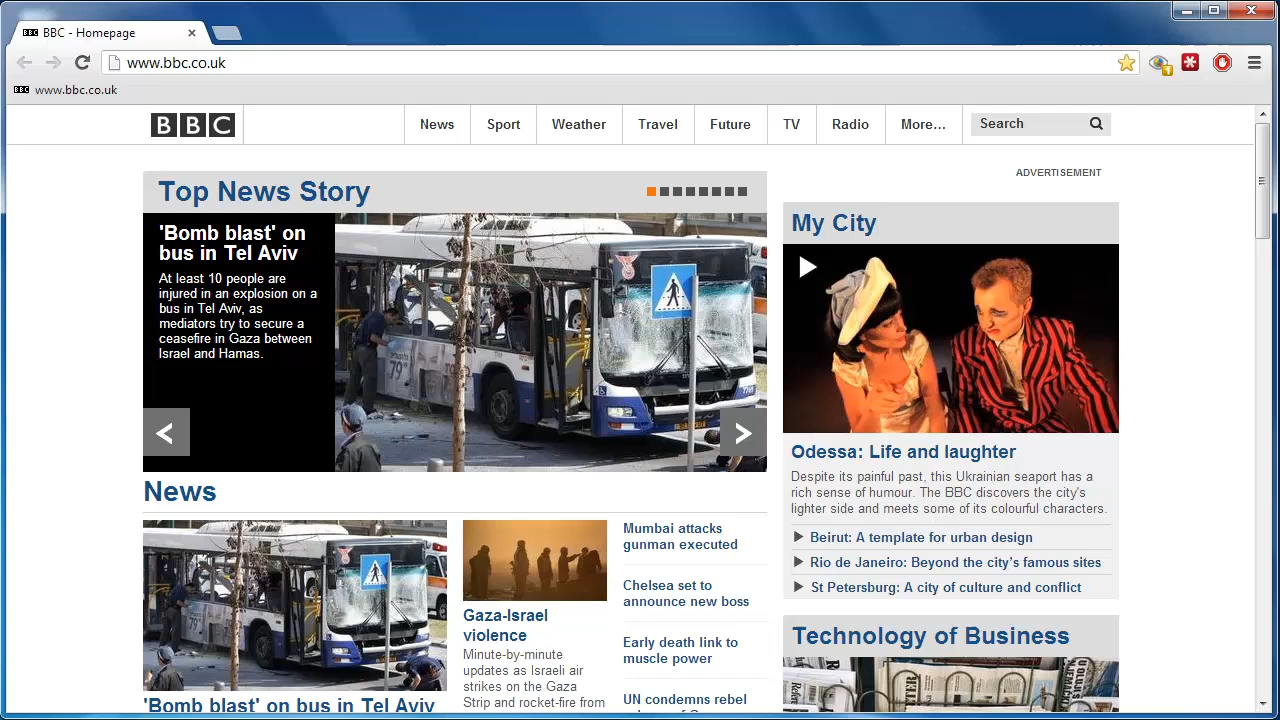 BBC - Homepage
www.bbc.co.uk
BBC www.bbc.co.uk
BBC
News
Sport
Weather
Travel
Future
TV
Radio
More...
Search
ADVERTISEMENT
Top News Story
'Bomb blast' on
bus in Tel Aviv
At least 10 people are
injured in an explosion on a
bus in Tel Aviv, as
mediators try to secure a
ceasefire in Gaza between
Israel and Hamas.
79
News
'Bomb blast' on bus in Tel Aviv
Gaza-Israel
violence
Minute-by-minute
updates as Israeli air
strikes on the Gaza
Strip and rocket-fire from
Mumbai attacks
gunman executed
Chelsea set to
announce new boss
Early death link to
muscle power
UN condemns rebel
My City
Odessa: Life and laughter
Despite its painful past, this Ukrainian seaport has a
rich sense of humour. The BBC discovers the city's
lighter side and meets some of its colourful characters.
Beirut: A template for urban design
Rio de Janeiro: Beyond the city's famous sites
St Petersburg: A city of culture and conflict
Technology of Business